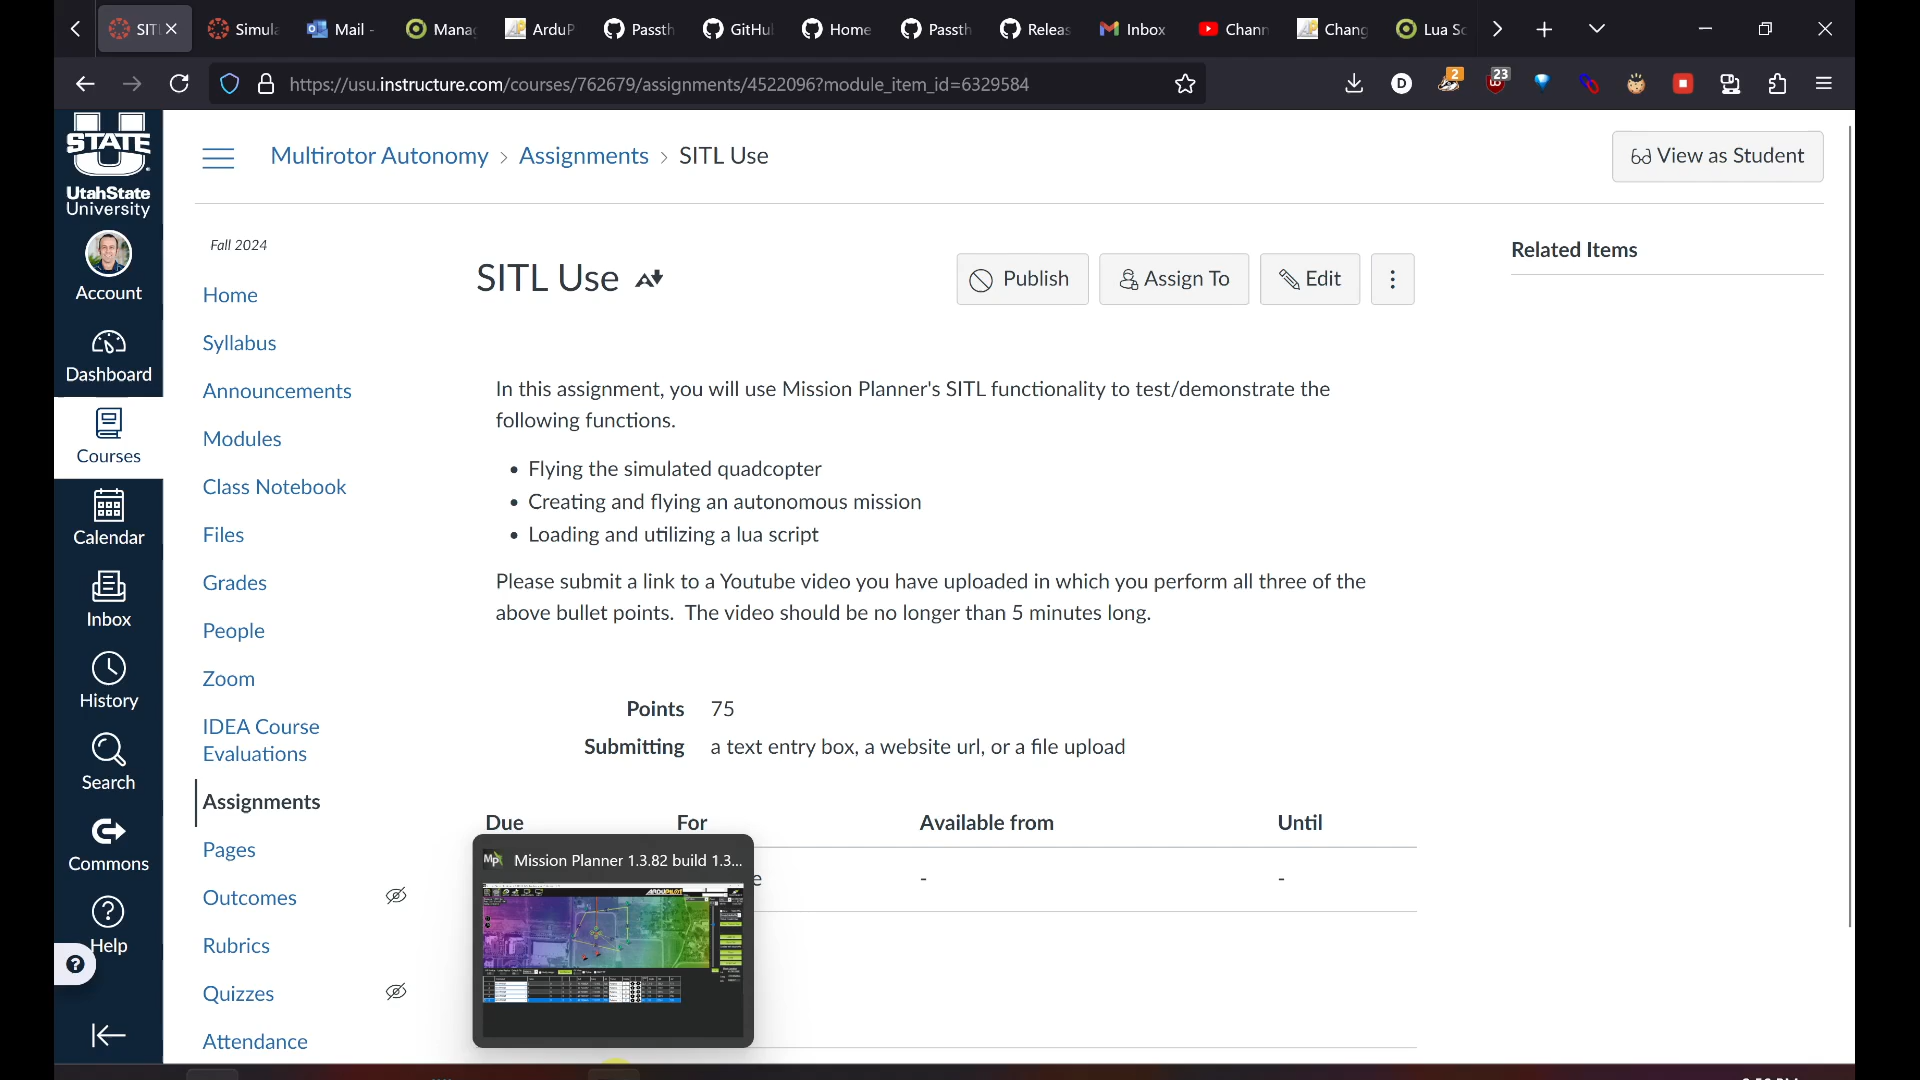 SIT
Simula
Mail -
Manag
ArduP
Passth
GitHu
Home
Passth
Releas
Inbox
Chann
Chang
Lua Sc
https://usu.instructure.com/courses/762679/assignments/4522096?module_item_id=6329584
D
2
23
STATE
UtahState
University
Multirotor Autonomy > Assignments > SITL Use
View as Student
Account
Dashboard
Courses
Calendar
Inbox
History
Search
Commons
Help
Fall 2024
Home
Syllabus
Announcements
Modules
Class Notebook
Files
Grades
People
Zoom
IDEA Course
Evaluations
Assignments
Pages
Outcomes
Rubrics
Quizzes
Attendance
SITL Use
Publish
Assign To
Edit
Related Items
In this assignment, you will use Mission Planner's SITL functionality to test/demonstrate the
following functions.
• Flying the simulated quadcopter
• Creating and flying an autonomous mission
• Loading and utilizing a lua script
Please submit a link to a Youtube video you have uploaded in which you perform all three of the
above bullet points.  The video should be no longer than 5 minutes long.
Points 75
Submitting a text entry box, a website url, or a file upload
Due For Available from Until
e - -
Mission Planner 1.3.82 build 1.3...
ARDUPILOT